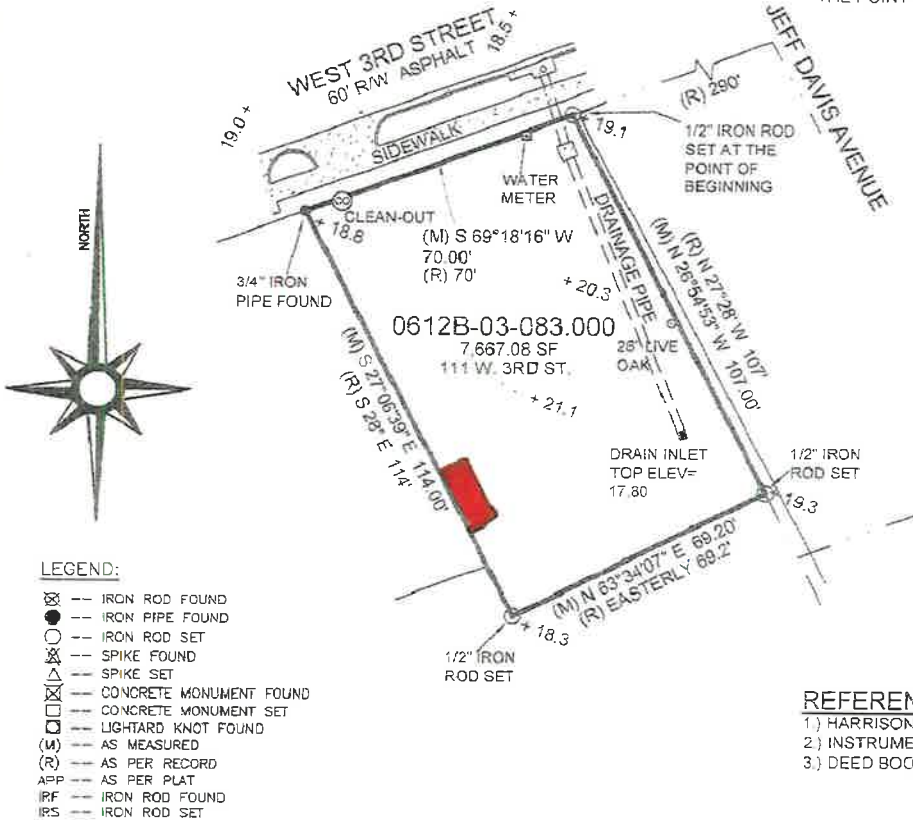 THE POINT
WEST 3RD STREET
60' R/W ASPHALT
18.5 +
19.0 +
JEFF DAVIS AVENUE
(R) 290'
SIDEWALK
+ 19.1
1/2" IRON ROD
SET AT THE
POINT OF
BEGINNING
WATER
METER
CLEAN-OUT
+ 18.8
3/4" IRON
PIPE FOUND
(M) S 69°18'16" W
70.00'
(R) 70'
DRAINAGE PIPE
(R) N 27°28' W 107'
(M) N 26°54'53" W 107.00'
+ 20.3
0612B-03-083.000
7,667.08 SF
111 W. 3RD ST.
28" LIVE
OAK
+ 21.1
(M) S 27°06'39" E 114.00'
(R) S 28° E 114'
DRAIN INLET
TOP ELEV=
17.80
1/2" IRON
ROD SET
+ 19.3
(M) N 63°34'07" E 69.20'
(R) EASTERLY 69.2'
+ 18.3
1/2" IRON
ROD SET
NORTH
LEGEND:
-- IRON ROD FOUND
-- IRON PIPE FOUND
-- IRON ROD SET
-- SPIKE FOUND
-- SPIKE SET
-- CONCRETE MONUMENT FOUND
-- CONCRETE MONUMENT SET
-- LIGHTARD KNOT FOUND
(M) -- AS MEASURED
(R) -- AS PER RECORD
APP -- AS PER PLAT
IRF -- IRON ROD FOUND
IRS -- IRON ROD SET
REFEREN
1.) HARRISON
2.) INSTRUME
3.) DEED BOO